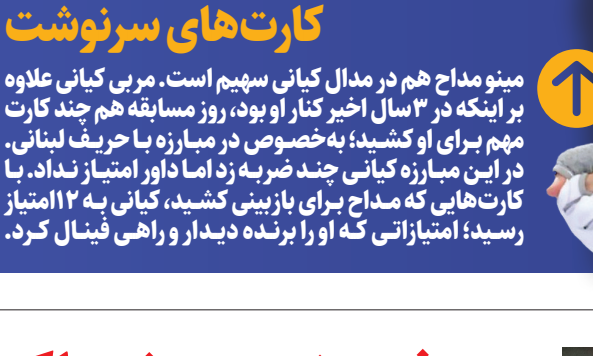 کارت‌های سرنوشت
مینو مداح هم در مدال کیانی سهیم است. مربی کیانی علاوه
بر اینکه در ۳سال اخیر کنار او بود، روز مسابقه هم چند کارت
مهم برای او کشید؛ به‌خصوص در مبارزه با حریف لبنانی.
در این مبارزه کیانی چند ضربه زد اما داور امتیاز نداد. با
کارت‌هایی که مداح برای بازبینی کشید، کیانی به ۱۲امتیاز
رسید؛ امتیازاتی که او را برنده دیدار و راهی فینال کرد.